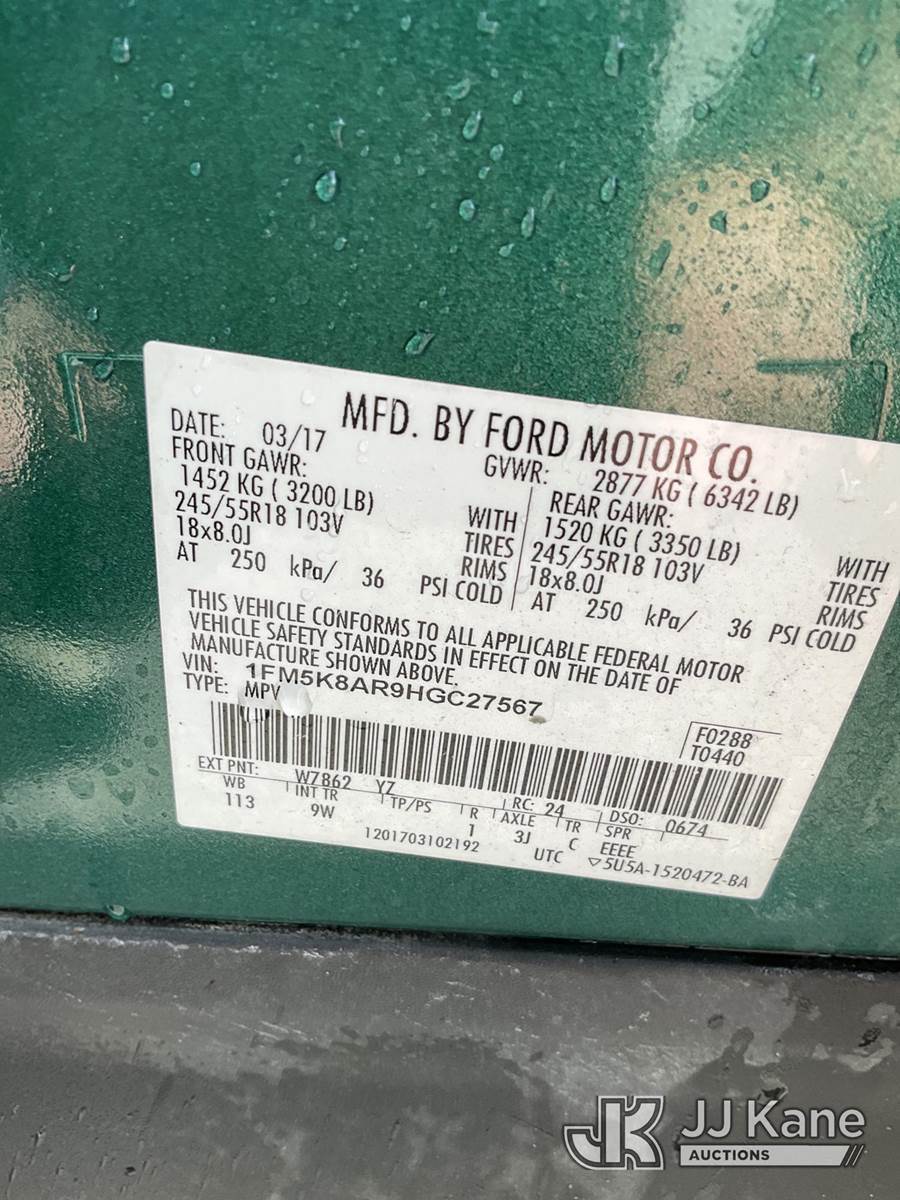 MFD. BY FORD MOTOR CO.
DATE: 03/17
GVWR: 2877 KG ( 6342 LB)
FRONT GAWR:
1452 KG ( 3200 LB) WITH
245/55R18 103V TIRES
18x8.0J RIMS
AT 250 kPa/ 36 PSI COLD
REAR GAWR:
1520 KG ( 3350 LB) WITH
245/55R18 103V TIRES
18x8.0J RIMS
AT 250 kPa/ 36 PSI COLD
THIS VEHICLE CONFORMS TO ALL APPLICABLE FEDERAL MOTOR
VEHICLE SAFETY STANDARDS IN EFFECT ON THE DATE OF
MANUFACTURE SHOWN ABOVE.
VIN: 1FM5K8AR9HGC27567
TYPE: MPV
F0288
T0440
EXT PNT: W7862 YZ RC: 24 DSO: 0674
WB INT TR TP/PS R AXLE TR SPR
113 9W 1 3J C EEEE
1201703102192 UTC ▽5U5A-1520472-BA
JK JJ Kane
AUCTIONS